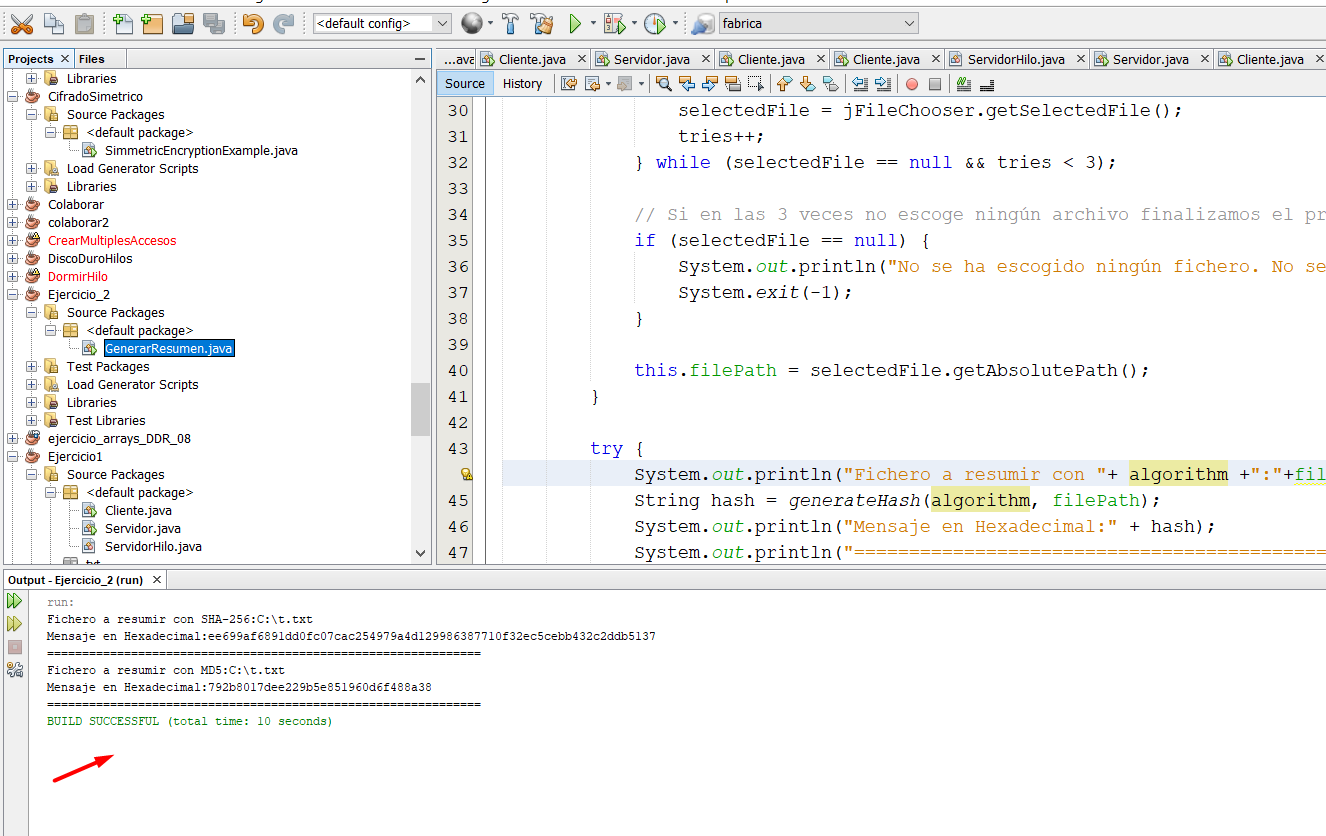 <default config>
fabrica
Projects
Files
Libraries
CifradoSimetrico
Source Packages
<default package>
SimmetricEncryptionExample.java
Load Generator Scripts
Libraries
Colaborar
colaborar2
CrearMultiplesAccesos
DiscoDuroHilos
DormirHilo
Ejercicio_2
Source Packages
<default package>
GenerarResumen.java
Test Packages
Load Generator Scripts
Libraries
Test Libraries
ejercicio_arrays_DDR_08
Ejercicio1
Source Packages
<default package>
Cliente.java
Servidor.java
ServidorHilo.java
...ava
Cliente.java
Servidor.java
Cliente.java
Cliente.java
ServidorHilo.java
Servidor.java
Cliente.java
Source
History
30 selectedFile = jFileChooser.getSelectedFile();
31 tries++;
32 } while (selectedFile == null && tries < 3);
33
34 // Si en las 3 veces no escoge ningún archivo finalizamos el pr
35 if (selectedFile == null) {
36 System.out.println("No se ha escogido ningún fichero. No se
37 System.exit(-1);
38 }
39
40 this.filePath = selectedFile.getAbsolutePath();
41 }
42
43 try {
System.out.println("Fichero a resumir con "+ algorithm +":"+fil
45 String hash = generateHash(algorithm, filePath);
46 System.out.println("Mensaje en Hexadecimal:" + hash);
47 System.out.println("===========================================
Output - Ejercicio_2 (run)
run:
Fichero a resumir con SHA-256:C:\t.txt
Mensaje en Hexadecimal:ee699af6891dd0fc07cac254979a4d129986387710f32ec5cebb432c2ddb5137
==============================================================
Fichero a resumir con MD5:C:\t.txt
Mensaje en Hexadecimal:792b8017dee229b5e851960d6f488a38
==============================================================
BUILD SUCCESSFUL (total time: 10 seconds)